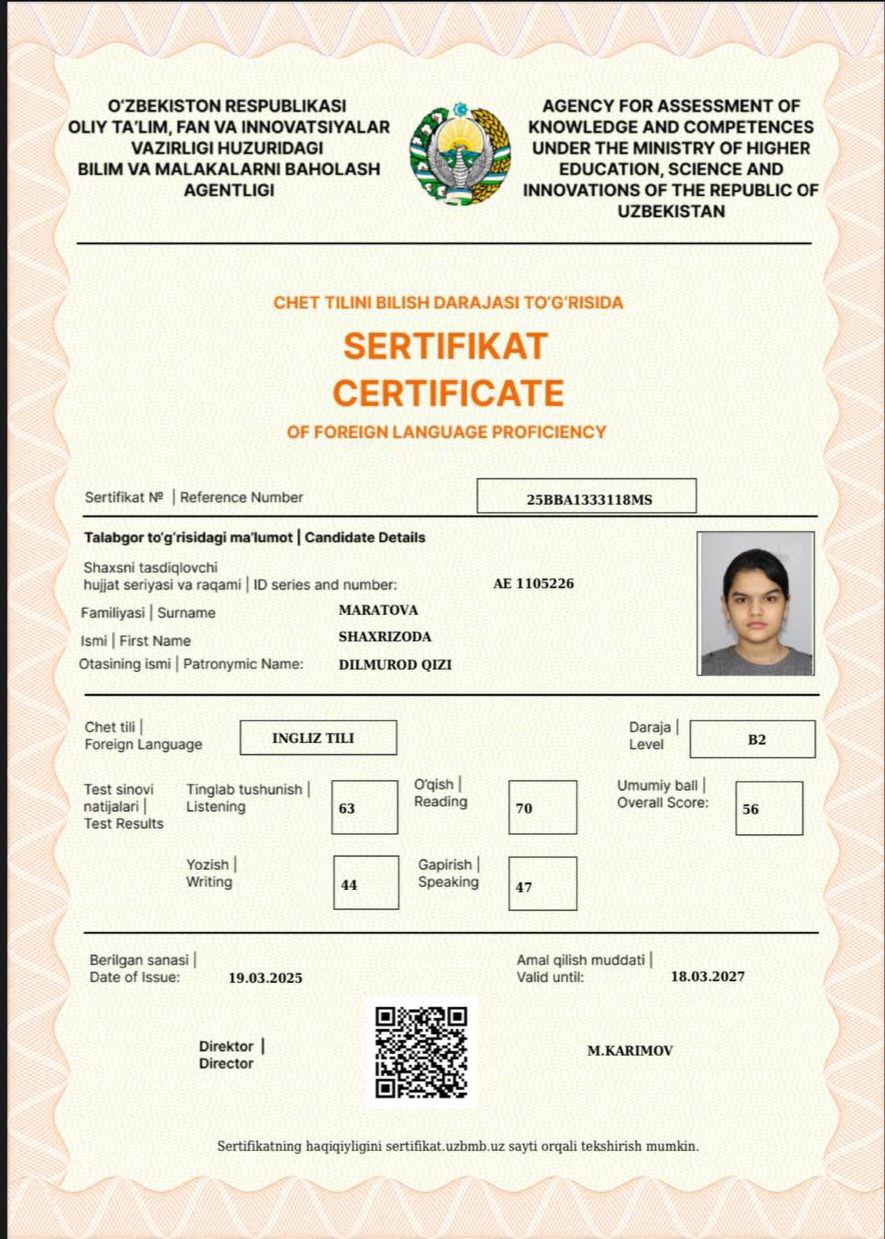 O'ZBEKISTON RESPUBLIKASI
OLIY TA'LIM, FAN VA INNOVATSIYALAR
VAZIRLIGI HUZURIDAGI
BILIM VA MALAKALARNI BAHOLASH
AGENTLIGI
AGENCY FOR ASSESSMENT OF
KNOWLEDGE AND COMPETENCES
UNDER THE MINISTRY OF HIGHER
EDUCATION, SCIENCE AND
INNOVATIONS OF THE REPUBLIC OF
UZBEKISTAN
CHET TILINI BILISH DARAJASI TO'G'RISIDA
SERTIFIKAT
CERTIFICATE
OF FOREIGN LANGUAGE PROFICIENCY
Sertifikat № | Reference Number 25BBA1333118MS
Talabgor to'g'risidagi ma'lumot | Candidate Details
Shaxsni tasdiqlovchi
hujjat seriyasi va raqami | ID series and number: AE 1105226
Familiyasi | Surname MARATOVA
Ismi | First Name SHAXRIZODA
Otasining ismi | Patronymic Name: DILMUROD QIZI
Chet tili |
Foreign Language INGLIZ TILI
Daraja |
Level B2
Test sinovi
natijalari |
Test Results
Tinglab tushunish |
Listening 63
O'qish |
Reading 70
Umumiy ball |
Overall Score: 56
Yozish |
Writing 44
Gapirish |
Speaking 47
Berilgan sanasi |
Date of Issue: 19.03.2025
Amal qilish muddati |
Valid until: 18.03.2027
Direktor |
Director
M.KARIMOV
Sertifikatning haqiqiyligini sertifikat.uzbmb.uz sayti orqali tekshirish mumkin.